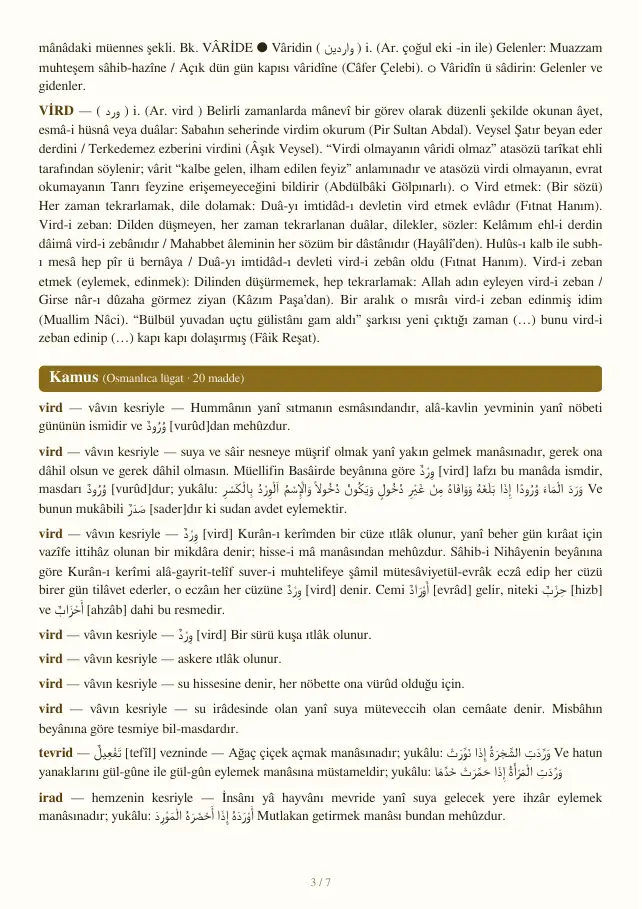 mânâdaki müennes şekli. Bk. VÂRİDE ● Vâridin ( واردين ) i. (Ar. çoğul eki -in ile) Gelenler: Muazzam
muhteşem sâhib-hazîne / Açık dün gün kapısı vâridîne (Câfer Çelebi). ○ Vâridîn ü sâdirin: Gelenler ve
gidenler.
VİRD — ( ورد ) i. (Ar. vird ) Belirli zamanlarda mânevî bir görev olarak düzenli şekilde okunan âyet,
esmâ-i hüsnâ veya duâlar: Sabahın seherinde virdim okurum (Pir Sultan Abdal). Veysel Şatır beyan eder
derdini / Terkedemez ezberini virdini (Âşık Veysel). “Virdi olmayanın vâridi olmaz” atasözü tarîkat ehli
tarafından söylenir; vârit “kalbe gelen, ilham edilen feyiz” anlamınadır ve atasözü virdi olmayanın, evrat
okumayanın Tanrı feyzine erişemeyeceğini bildirir (Abdülbâki Gölpınarlı). ○ Vird etmek: (Bir sözü)
Her zaman tekrarlamak, dile dolamak: Duâ-yı imtidâd-ı devletin vird etmek evlâdır (Fıtnat Hanım).
Vird-i zeban: Dilden düşmeyen, her zaman tekrarlanan duâlar, dilekler, sözler: Kelâmım ehl-i derdin
dâimâ vird-i zebânıdır / Mahabbet âleminin her sözüm bir dâstânıdır (Hayâlî’den). Hulûs-ı kalb ile subh-
ı mesâ hep pîr ü bernâya / Duâ-yı imtidâd-ı devleti vird-i zebân oldu (Fıtnat Hanım). Vird-i zeban
etmek (eylemek, edinmek): Dilinden düşürmemek, hep tekrarlamak: Allah adın eyleyen vird-i zeban /
Girse nâr-ı dûzaha görmez ziyan (Kâzım Paşa’dan). Bir aralık o mısrâı vird-i zeban edinmiş idim
(Muallim Nâci). “Bülbül yuvadan uçtu gülistânı gam aldı” şarkısı yeni çıktığı zaman (…) bunu vird-i
zeban edinip (…) kapı kapı dolaşırmış (Fâik Reşat).
Kamus (Osmanlıca lügat · 20 madde)
vird — vâvın kesriyle — Hummânın yanî sıtmanın esmâsındandır, alâ-kavlin yevminin yanî nöbeti
gününün ismidir ve وُرُودٌ [vurûd]dan mehûzdur.
vird — vâvın kesriyle — suya ve sâir nesneye müşrif olmak yanî yakın gelmek manâsınadır, gerek ona
dâhil olsun ve gerek dâhil olmasın. Müellifin Basâirde beyânına göre وِرْدٌ [vird] lafzı bu manâda ismdir,
masdarı وُرُودٌ [vurûd]dur; yukâlu: وَرَدَ الْمَاءَ وُرُودًا إِذَا بَلَغَهُ وَوَافَاهُ مِنْ غَيْرِ دُخُولٍ وَيَكُونُ دُخُولاً وَالْإِسْمُ اَلْوِرْدُ بِالْكَسْرِ Ve
bunun mukâbili صَدَرٌ [sader]dır ki sudan avdet eylemektir.
vird — vâvın kesriyle — وِرْدٌ [vird] Kurân-ı kerîmden bir cüze ıtlâk olunur, yanî beher gün kırâat için
vazîfe ittihâz olunan bir mikdâra denir; hisse-i mâ manâsından mehûzdur. Sâhib-i Nihâyenin beyânına
göre Kurân-ı kerîmi alâ-gayrit-telîf suver-i muhtelifeye şâmil mütesâviyetül-evrâk eczâ edip her cüzü
birer gün tilâvet ederler, o eczâın her cüzüne وِرْدٌ [vird] denir. Cemi أَوْرَادٌ [evrâd] gelir, niteki حِزْبٌ [hizb]
ve أَحْزَابٌ [ahzâb] dahi bu resmedir.
vird — vâvın kesriyle — وِرْدٌ [vird] Bir sürü kuşa ıtlâk olunur.
vird — vâvın kesriyle — askere ıtlâk olunur.
vird — vâvın kesriyle — su hissesine denir, her nöbette ona vürûd olduğu için.
vird — vâvın kesriyle — su irâdesinde olan yanî suya müteveccih olan cemâate denir. Misbâhın
beyânına göre tesmiye bil-masdardır.
tevrid — تَفْعِيلٌ [tefîl] vezninde — Ağaç çiçek açmak manâsınadır; yukâlu: وَرَّدَتِ الشَّجَرَةُ إِذَا نَوَّرَتْ Ve hatun
yanaklarını gül-gûne ile gül-gûn eylemek manâsına müstameldir; yukâlu: وَرَّدَتِ الْمَرْأَةُ إِذَا حَمَّرَتْ خَدَّهَا
irad — hemzenin kesriyle — İnsânı yâ hayvânı mevride yanî suya gelecek yere ihzâr eylemek
manâsınadır; yukâlu: أَوْرَدَهُ إِذَا أَحْضَرَهُ الْمَوْرِدَ Mutlakan getirmek manâsı bundan mehûzdur.
3 / 7